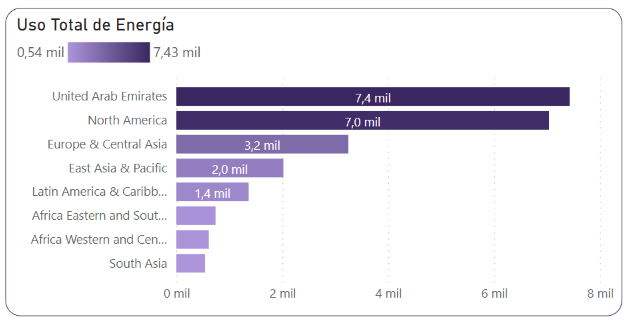 Uso Total de Energía
0,54 mil 7,43 mil
United Arab Emirates 7,4 mil
North America 7,0 mil
Europe & Central Asia 3,2 mil
East Asia & Pacific 2,0 mil
Latin America & Caribb... 1,4 mil
Africa Eastern and Sout...
Africa Western and Cen...
South Asia
0 mil 2 mil 4 mil 6 mil 8 mil